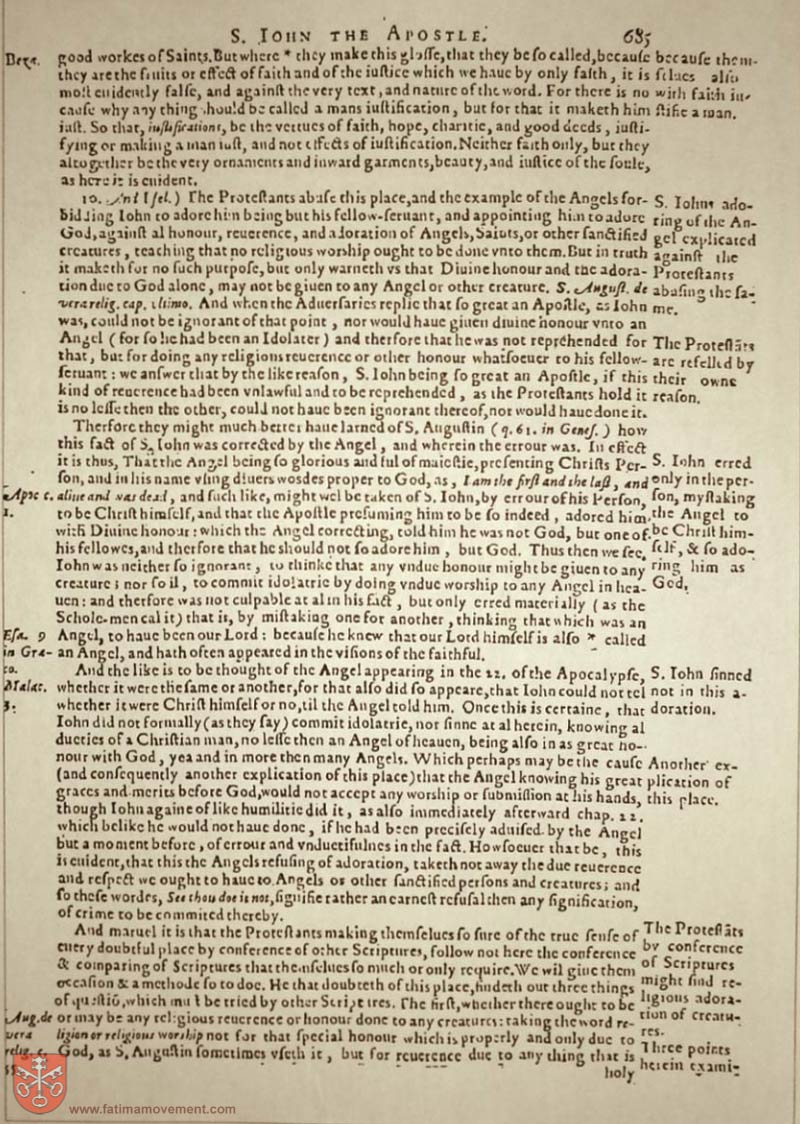 S. IOHN THE APOSTLE.
685
Beza.
good workes of Saints. But where * they make this glosse, that they be so called, because
they are the fruits or effect of faith and of the iustice which we haue by only faith, it is
most euidently false, and against the very text, and nature of the word. For there is no
cause why any thing should be called a mans iustification, but for that it maketh him
iust. So that, iustifications, be the vertues of faith, hope, charitie, and good deeds, iusti-
fying or making a man iust, and not effects of iustification. Neither faith only, but they
altogether be the very ornaments and inward garments, beauty, and iustice of the soule,
as here it is euident.
because them-
selues also
with faith iu-
stifie a man.
10. And I fel.) The Protestants abuse this place, and the example of the Angels for-
bidding Iohn to adore him being but his fellow-seruant, and appointing him to adore
God, against al honour, reuerence, and adoration of Angels, Saints, or other sanctified
creatures, teaching that no religious worship ought to be done vnto them. But in truth
it maketh for no such purpose, but only warneth vs that Diuine honour and the adora-
tion due to God alone, may not be giuen to any Angel or other creature. S. August. de
vera relig. cap. vltimo. And when the Aduersaries replie that so great an Apostle, as Iohn
was, could not be ignorant of that point, nor would haue giuen diuine honour vnto an
Angel (for so he had been an Idolater) and therfore that he was not reprehended for
that, but for doing any religious reuerence or other honour whatsoeuer to his fellow-
seruant: we answer that by the like reason, S. Iohn being so great an Apostle, if this
kind of reuerence had been vnlawful and to be reprehended, as the Protestants hold it
is no lesse then the other, could not haue been ignorant thereof, nor would haue done it.
S. Iohns ado-
ring of the An-
gel explicated
against the
Protestants
abusing the sa-
me.
The Protestāts
are refelled by
their owne
reason.
Therfore they might much better haue larned of S. Augustin (q. 61. in Genes.) how
this fact of S. Iohn was corrected by the Angel, and wherein the errour was. In effect
it is thus, That the Angel being so glorious and ful of maiestie, presenting Christs Per-
son, and in his name vsing diuers wordes proper to God, as, I am the first and the last, and
aliue and was dead, and such like, might wel be taken of S. Iohn, by errour of his Person,
to be Christ himself, and that the Apostle presuming him to be so indeed, adored him
with Diuine honour: which the Angel correcting, told him he was not God, but one of
his fellowes, and therfore that he should not so adore him, but God. Thus then we see,
Iohn was neither so ignorant, to thinke that any vndue honour might be giuen to any
creature; nor so il, to commit idolatrie by doing vndue worship to any Angel in hea-
uen: and therfore was not culpable at al in his fact, but only erred materially (as the
Schole-men cal it) that is, by mistaking one for another, thinking that which was an
Angel, to haue been our Lord: because he knew that our Lord himself is also * called
an Angel, and hath often appeared in the visions of the faithful.
Apoc c.
1.
S. Iohn erred
only in the per-
son, mystaking
the Angel to
be Christ him-
self, & so ado-
ring him as
God.
Esa. 9
in Gra-
co.
Malac.
3.
And the like is to be thought of the Angel appearing in the 22. of the Apocalypse,
whether it were the same or another, for that also did so appeare, that Iohn could not tel
whether it were Christ himself or no, til the Angel told him. Once this is certaine, that
Iohn did not formally (as they say) commit idolatrie, nor sinne at al herein, knowing al
dueties of a Christian man, no lesse then an Angel of heauen, being also in as great ho-
nour with God, yea and in more then many Angels. Which perhaps may be the cause
(and consequently another explication of this place) that the Angel knowing his great
graces and merits before God, would not accept any worship or submission at his hands,
though Iohn againe of like humilitie did it, as also immediately afterward chap. 22.
which belike he would not haue done, if he had been precisely aduised by the Angel
but a moment before, of errour and vnductifulnes in the fact. Howsoeuer that be, this
is euident, that this the Angels refusing of adoration, taketh not away the due reuerence
and respect we ought to haue to Angels or other sanctified persons and creatures; and
so these wordes, See thou doe it not, signifie rather an earnest refusal then any signification,
of crime to be committed thereby.
S. Iohn sinned
not in this a-
doration.
Another ex-
plication of
this place.
And maruel it is that the Protestants making themselues so sure of the true sense of
euery doubtful place by conference of other Scriptures, follow not here the conference
& comparing of Scriptures that themselues so much or only require. We wil giue them
occasion & a methode so to doe. He that doubteth of this place, findeth out three things
of questiō, which must be tried by other Scriptures. The first, whether there ought to be
or may be any religious reuerence or honour done to any creatures: taking the word re-
ligion or religious worship not for that special honour which is properly and only due to
God, as S. Augustin sometimes vseth it, but for reuerence due to any thing that is
holy
Aug. de
vera
relig. c.
55.
The Protestāts
by conference
of Scriptures
might find re-
ligious adora-
tion of creatu-
res.
Three points
herein exami-
www.fatimamovement.com